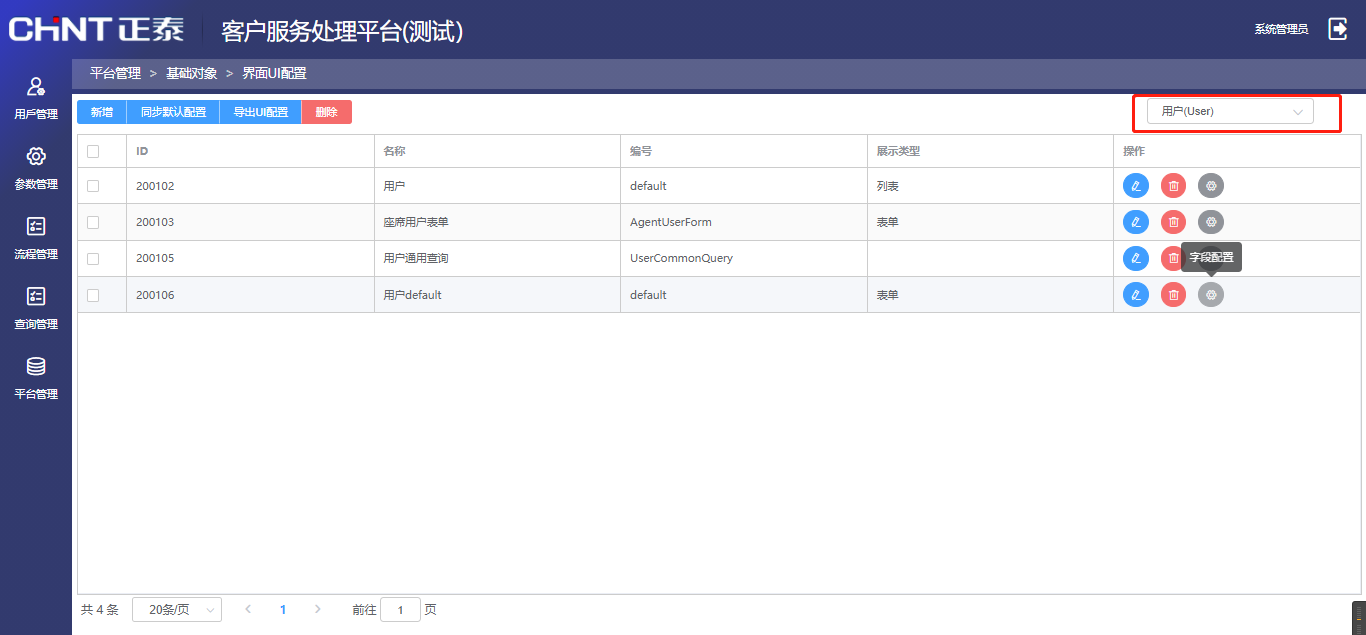 CHNT 正泰 客户服务处理平台(测试) 系统管理员
平台管理 > 基础对象 > 界面UI配置
用戶管理
参数管理
流程管理
查询管理
平台管理
新增 同步默认配置 导出UI配置 删除 用户(User)
ID 名称 编号 展示类型 操作
200102 用户 default 列表
200103 座席用户表单 AgentUserForm 表单
200105 用户通用查询 UserCommonQuery
字段配置
200106 用户default default 表单
共 4 条 20条/页 < 1 > 前往 1 页